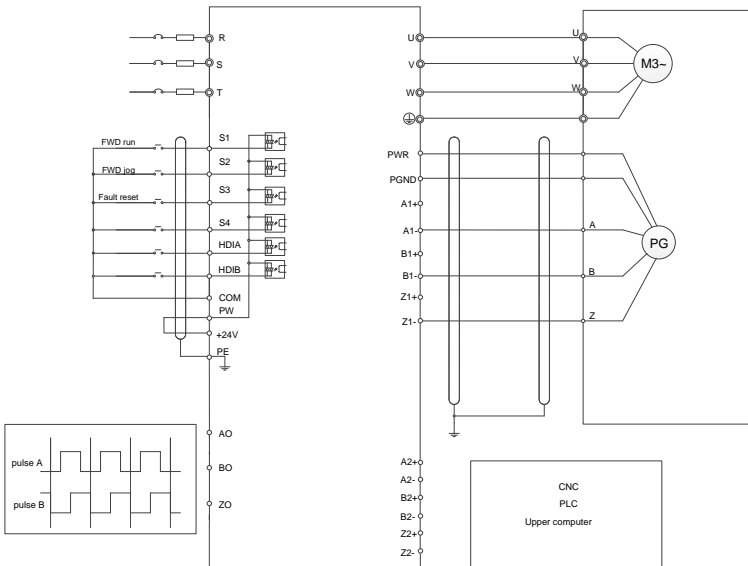 R
S
T
FWD run
FWD jog
Fault reset
S1
S2
S3
S4
HDIA
HDIB
COM
PW
+24V
PE
pulse A
pulse B
AO
BO
ZO
U
V
W
PWR
PGND
A1+
A1-
B1+
B1-
Z1+
Z1-
A2+
A2-
B2+
B2-
Z2+
Z2-
U
V
W
M3~
A
B
Z
PG
CNC
PLC
Upper computer